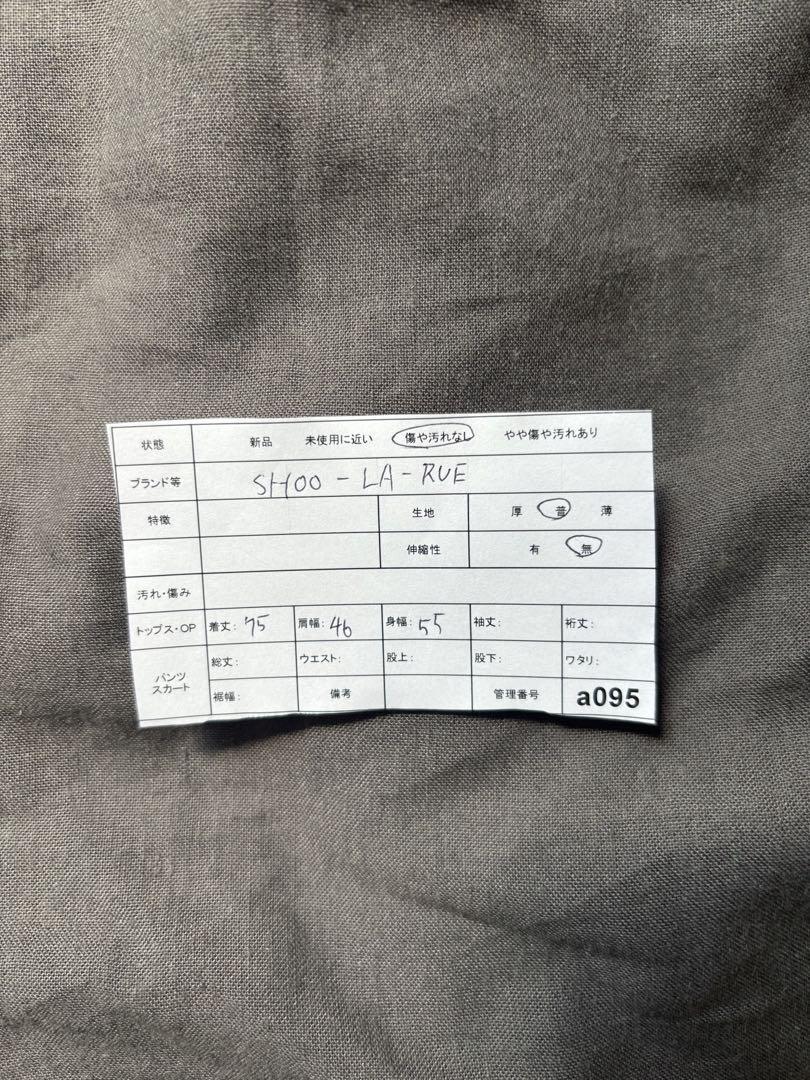 状態 新品 未使用に近い 傷や汚れなし やや傷や汚れあり
ブランド等 SHOO-LA-RUE
特徴 生地 厚 普 薄
伸縮性 有 無
汚れ・傷み
トップス・OP 着丈: 75 肩幅: 46 身幅: 55 袖丈: 裄丈:
パンツ スカート 総丈: ウエスト: 股上: 股下: ワタリ:
裾幅: 備考 管理番号 a095